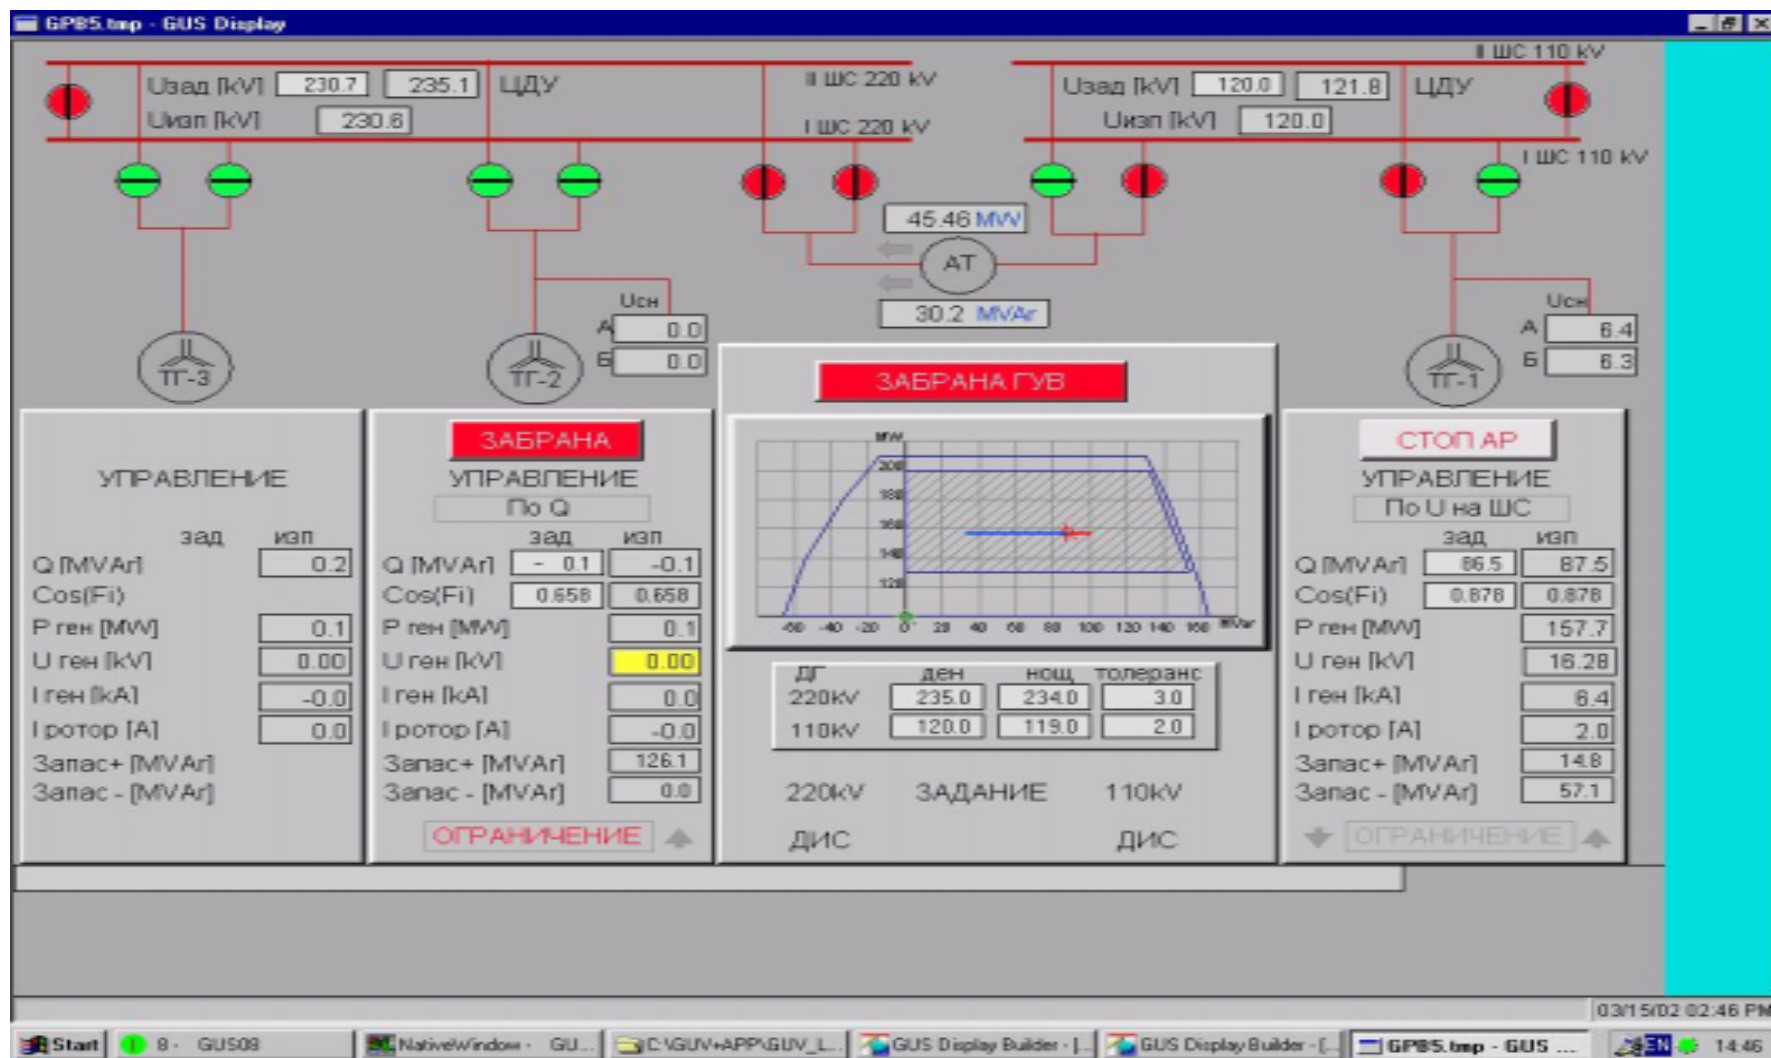 GPB5.tmp - GUS Display
II ШС 110 kV
Uзад [kV] 230.7 235.1 ЦДУ II ШС 220 kV Uзад [kV] 120.0 121.8 ЦДУ
Uизп [kV] 230.6 I ШС 220 kV Uизп [kV] 120.0
I ШС 110 kV
45.46 MW
АТ
30.2 MVAr
Uсн
А 0.0
Б 0.0
Uсн
А 6.4
Б 6.3
ТГ-3 ТГ-2 ТГ-1
УПРАВЛЕНИЕ
зад изп
Q [MVAr] 0.2
Cos(Fi)
P ген [MW] 0.1
U ген [kV] 0.00
I ген [kA] -0.0
I ротор [A] 0.0
Запас+ [MVAr]
Запас - [MVAr]
ЗАБРАНА
УПРАВЛЕНИЕ
По Q
зад изп
Q [MVAr] - 0.1 -0.1
Cos(Fi) 0.658 0.658
P ген [MW] 0.1
U ген [kV] 0.00
I ген [kA] 0.0
I ротор [A] -0.0
Запас+ [MVAr] 126.1
Запас - [MVAr] 0.0
ОГРАНИЧЕНИЕ
ЗАБРАНА ГУВ
MW
200
180
160
140
120
-60 -40 -20 0 20 40 60 80 100 120 140 160 MVar
ДГ ден нощ толеранс
220kV 235.0 234.0 3.0
110kV 120.0 119.0 2.0
220kV ЗАДАНИЕ 110kV
ДИС ДИС
СТОП АР
УПРАВЛЕНИЕ
По U на ШС
зад изп
Q [MVAr] 86.5 87.5
Cos(Fi) 0.878 0.878
P ген [MW] 157.7
U ген [kV] 16.28
I ген [kA] 6.4
I ротор [A] 2.0
Запас+ [MVAr] 14.8
Запас - [MVAr] 57.1
ОГРАНИЧЕНИЕ
03/15/02 02:46 PM
Start 8 - GUS08 NativeWindow - GU... C:\GUV+APP\GUV_L... GUS Display Builder - [... GUS Display Builder - [... GPB5.tmp - GUS ... EN 14:46